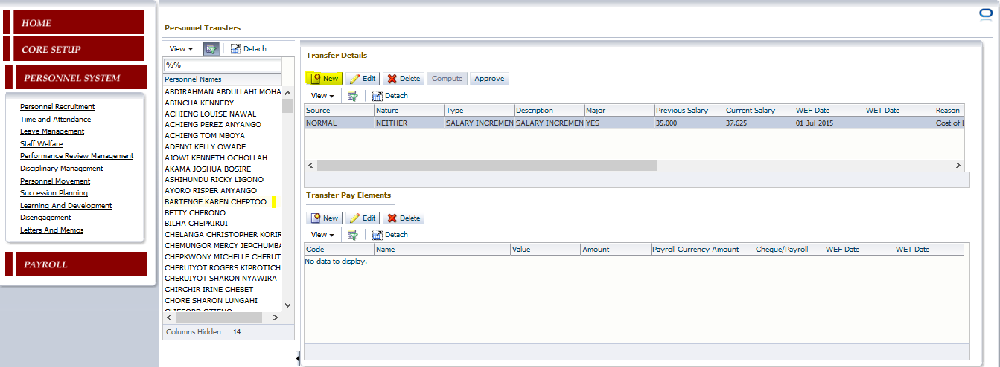 HOME
CORE SETUP
PERSONNEL SYSTEM
Personnel Recruitment
Time and Attendance
Leave Management
Staff Welfare
Performance Review Management
Disciplinary Management
Personnel Movement
Succession Planning
Learning And Development
Disengagement
Letters And Memos
PAYROLL
Personnel Transfers
View Detach
%%
Personnel Names
ABDIRAHMAN ABDULLAHI MOHA
ABINCHA KENNEDY
ACHIENG LOUISE NAWAL
ACHIENG PEREZ ANYANGO
ACHIENG TOM MBOYA
ADENYI KELLY OWADE
AJOWI KENNETH OCHOLLAH
AKAMA JOSHUA BOSIRE
ASHIHUNDU RICKY LIGONO
AYORO RISPER ANYANGO
BARTENGE KAREN CHEPTOO
BETTY CHERONO
BILHA CHEPKIRUI
CHELANGA CHRISTOPHER KORIR
CHEMUNGOR MERCY JEPCHUMBA
CHEPKWONY MICHELLE CHERUT
CHERUIYOT ROGERS KIPROTICH
CHERUIYOT SHARON NYAWIRA
CHIRCHIR IRINE CHEBET
CHORE SHARON LUNGAHI
CLIFFORD OTIENO
Columns Hidden 14
Transfer Details
New Edit Delete Compute Approve
View Detach
Source Nature Type Description Major Previous Salary Current Salary WEF Date WET Date Reason
NORMAL NEITHER SALARY INCREMEN SALARY INCREMEN YES 35,000 37,625 01-Jul-2015 Cost of L
Transfer Pay Elements
New Edit Delete
View Detach
Code Name Value Amount Payroll Currency Amount Cheque/Payroll WEF Date WET Date
No data to display.